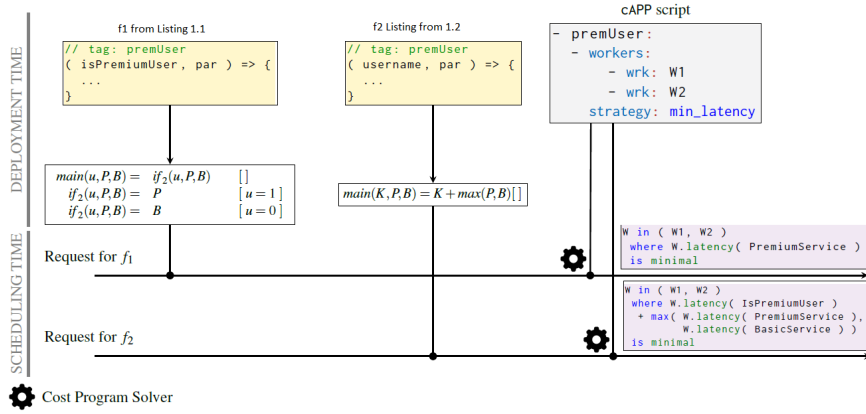 f1 from Listing 1.1
// tag: premUser
( isPremiumUser, par ) => {
...
}
f2 Listing from 1.2
// tag: premUser
( username, par ) => {
...
}
cAPP script
- premUser:
- workers:
- wrk: W1
- wrk: W2
strategy: min_latency
DEPLOYMENT TIME
main(u,P,B) = if₂(u,P,B) [ ]
if₂(u,P,B) = P [ u = 1 ]
if₂(u,P,B) = B [ u = 0 ]
main(K,P,B) = K + max(P,B)[ ]
SCHEDULING TIME
Request for f₁
W in ( W1, W2 )
where W.latency( PremiumService )
is minimal
Request for f₂
W in ( W1, W2 )
where W.latency( IsPremiumUser )
+ max( W.latency( PremiumService ),
W.latency( BasicService ) )
is minimal
Cost Program Solver